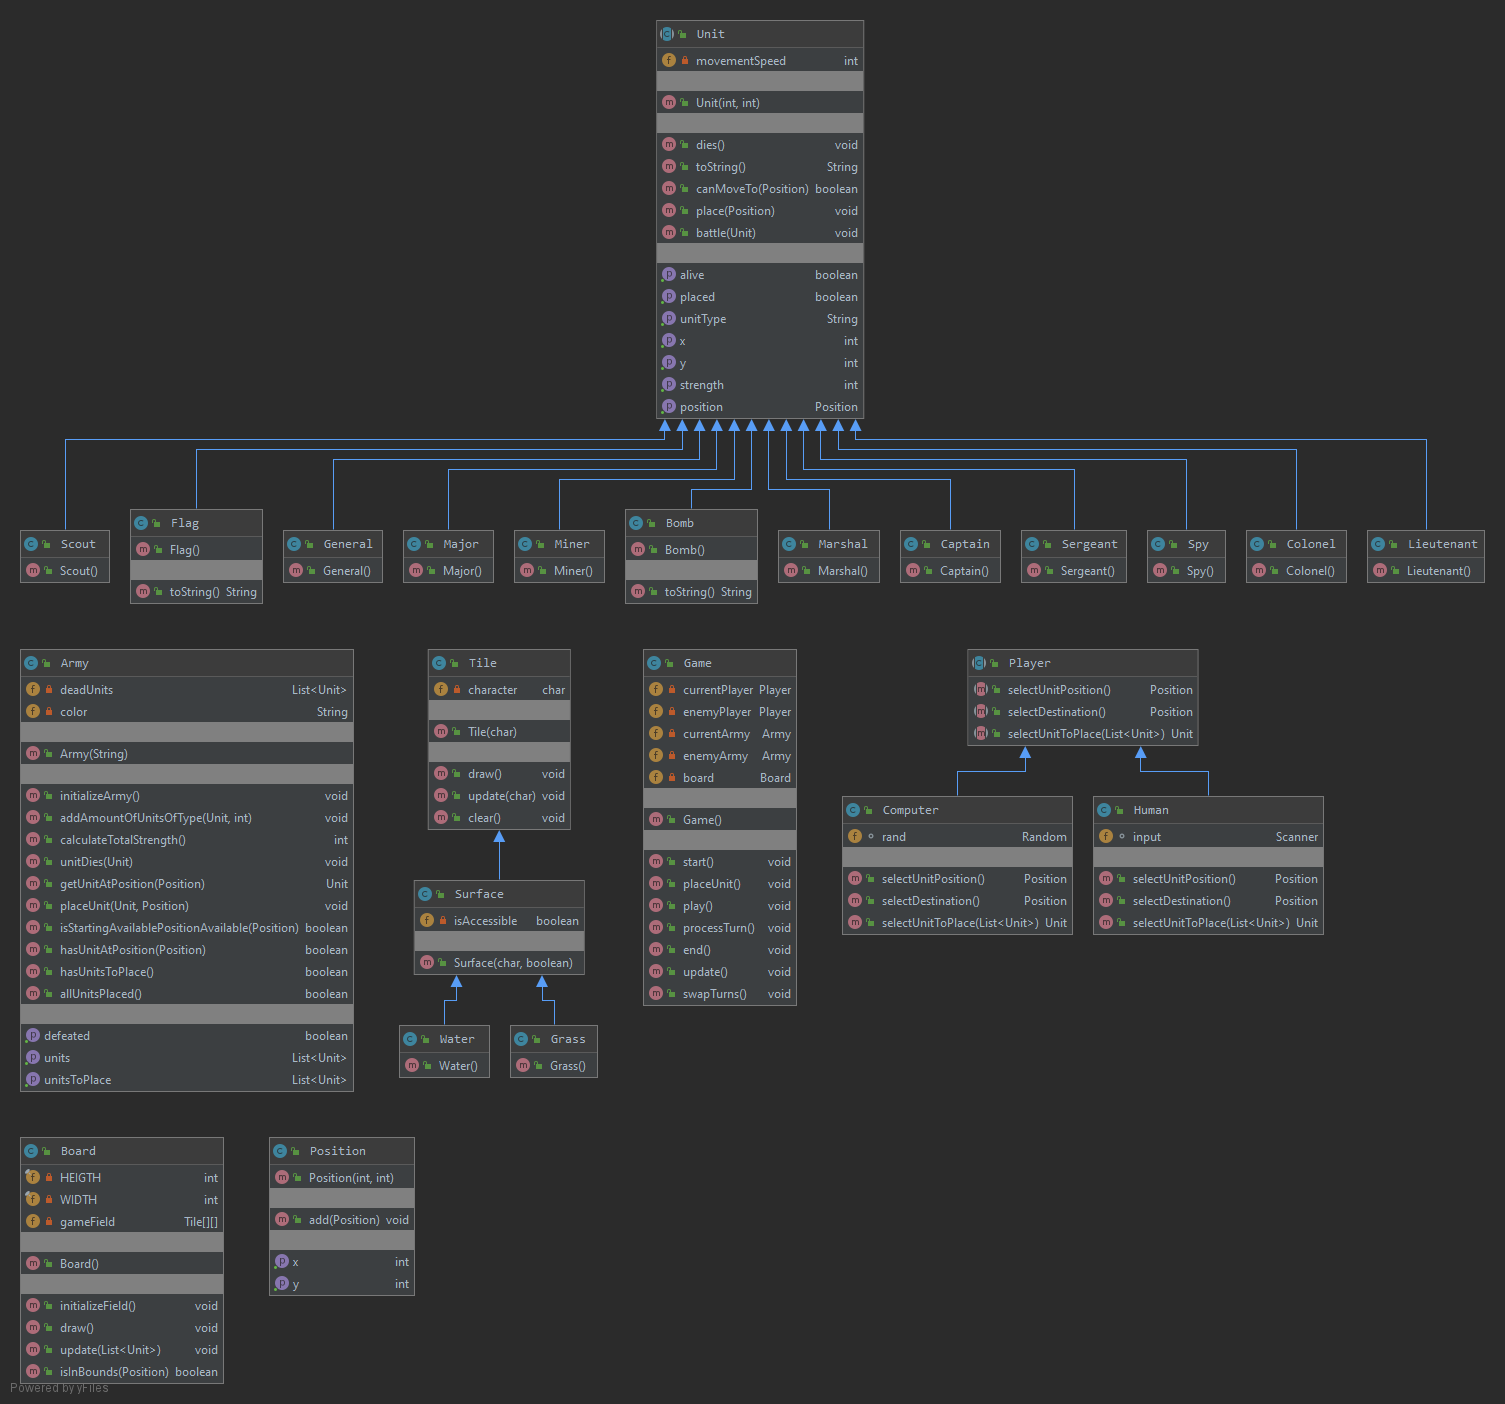 Unit
movementSpeed int
Unit(int, int)
dies() void
toString() String
canMoveTo(Position) boolean
place(Position) void
battle(Unit) void
alive boolean
placed boolean
unitType String
x int
y int
strength int
position Position
Scout
Scout()
Flag
Flag()
toString() String
General
General()
Major
Major()
Miner
Miner()
Bomb
Bomb()
toString() String
Marshal
Marshal()
Captain
Captain()
Sergeant
Sergeant()
Spy
Spy()
Colonel
Colonel()
Lieutenant
Lieutenant()
Army
deadUnits List<Unit>
color String
Army(String)
initializeArmy() void
addAmountOfUnitsOfType(Unit, int) void
calculateTotalStrength() int
unitDies(Unit) void
getUnitAtPosition(Position) Unit
placeUnit(Unit, Position) void
isStartingAvailablePositionAvailable(Position) boolean
hasUnitAtPosition(Position) boolean
hasUnitsToPlace() boolean
allUnitsPlaced() boolean
defeated boolean
units List<Unit>
unitsToPlace List<Unit>
Tile
character char
Tile(char)
draw() void
update(char) void
clear() void
Surface
isAccessible boolean
Surface(char, boolean)
Water
Water()
Grass
Grass()
Game
currentPlayer Player
enemyPlayer Player
currentArmy Army
enemyArmy Army
board Board
Game()
start() void
placeUnit() void
play() void
processTurn() void
end() void
update() void
swapTurns() void
Player
selectUnitPosition() Position
selectDestination() Position
selectUnitToPlace(List<Unit>) Unit
Computer
rand Random
selectUnitPosition() Position
selectDestination() Position
selectUnitToPlace(List<Unit>) Unit
Human
input Scanner
selectUnitPosition() Position
selectDestination() Position
selectUnitToPlace(List<Unit>) Unit
Board
HEIGTH int
WIDTH int
gameField Tile[][]
Board()
initializeField() void
draw() void
update(List<Unit>) void
isInBounds(Position) boolean
Position
Position(int, int)
add(Position) void
x int
y int
Powered by yFiles